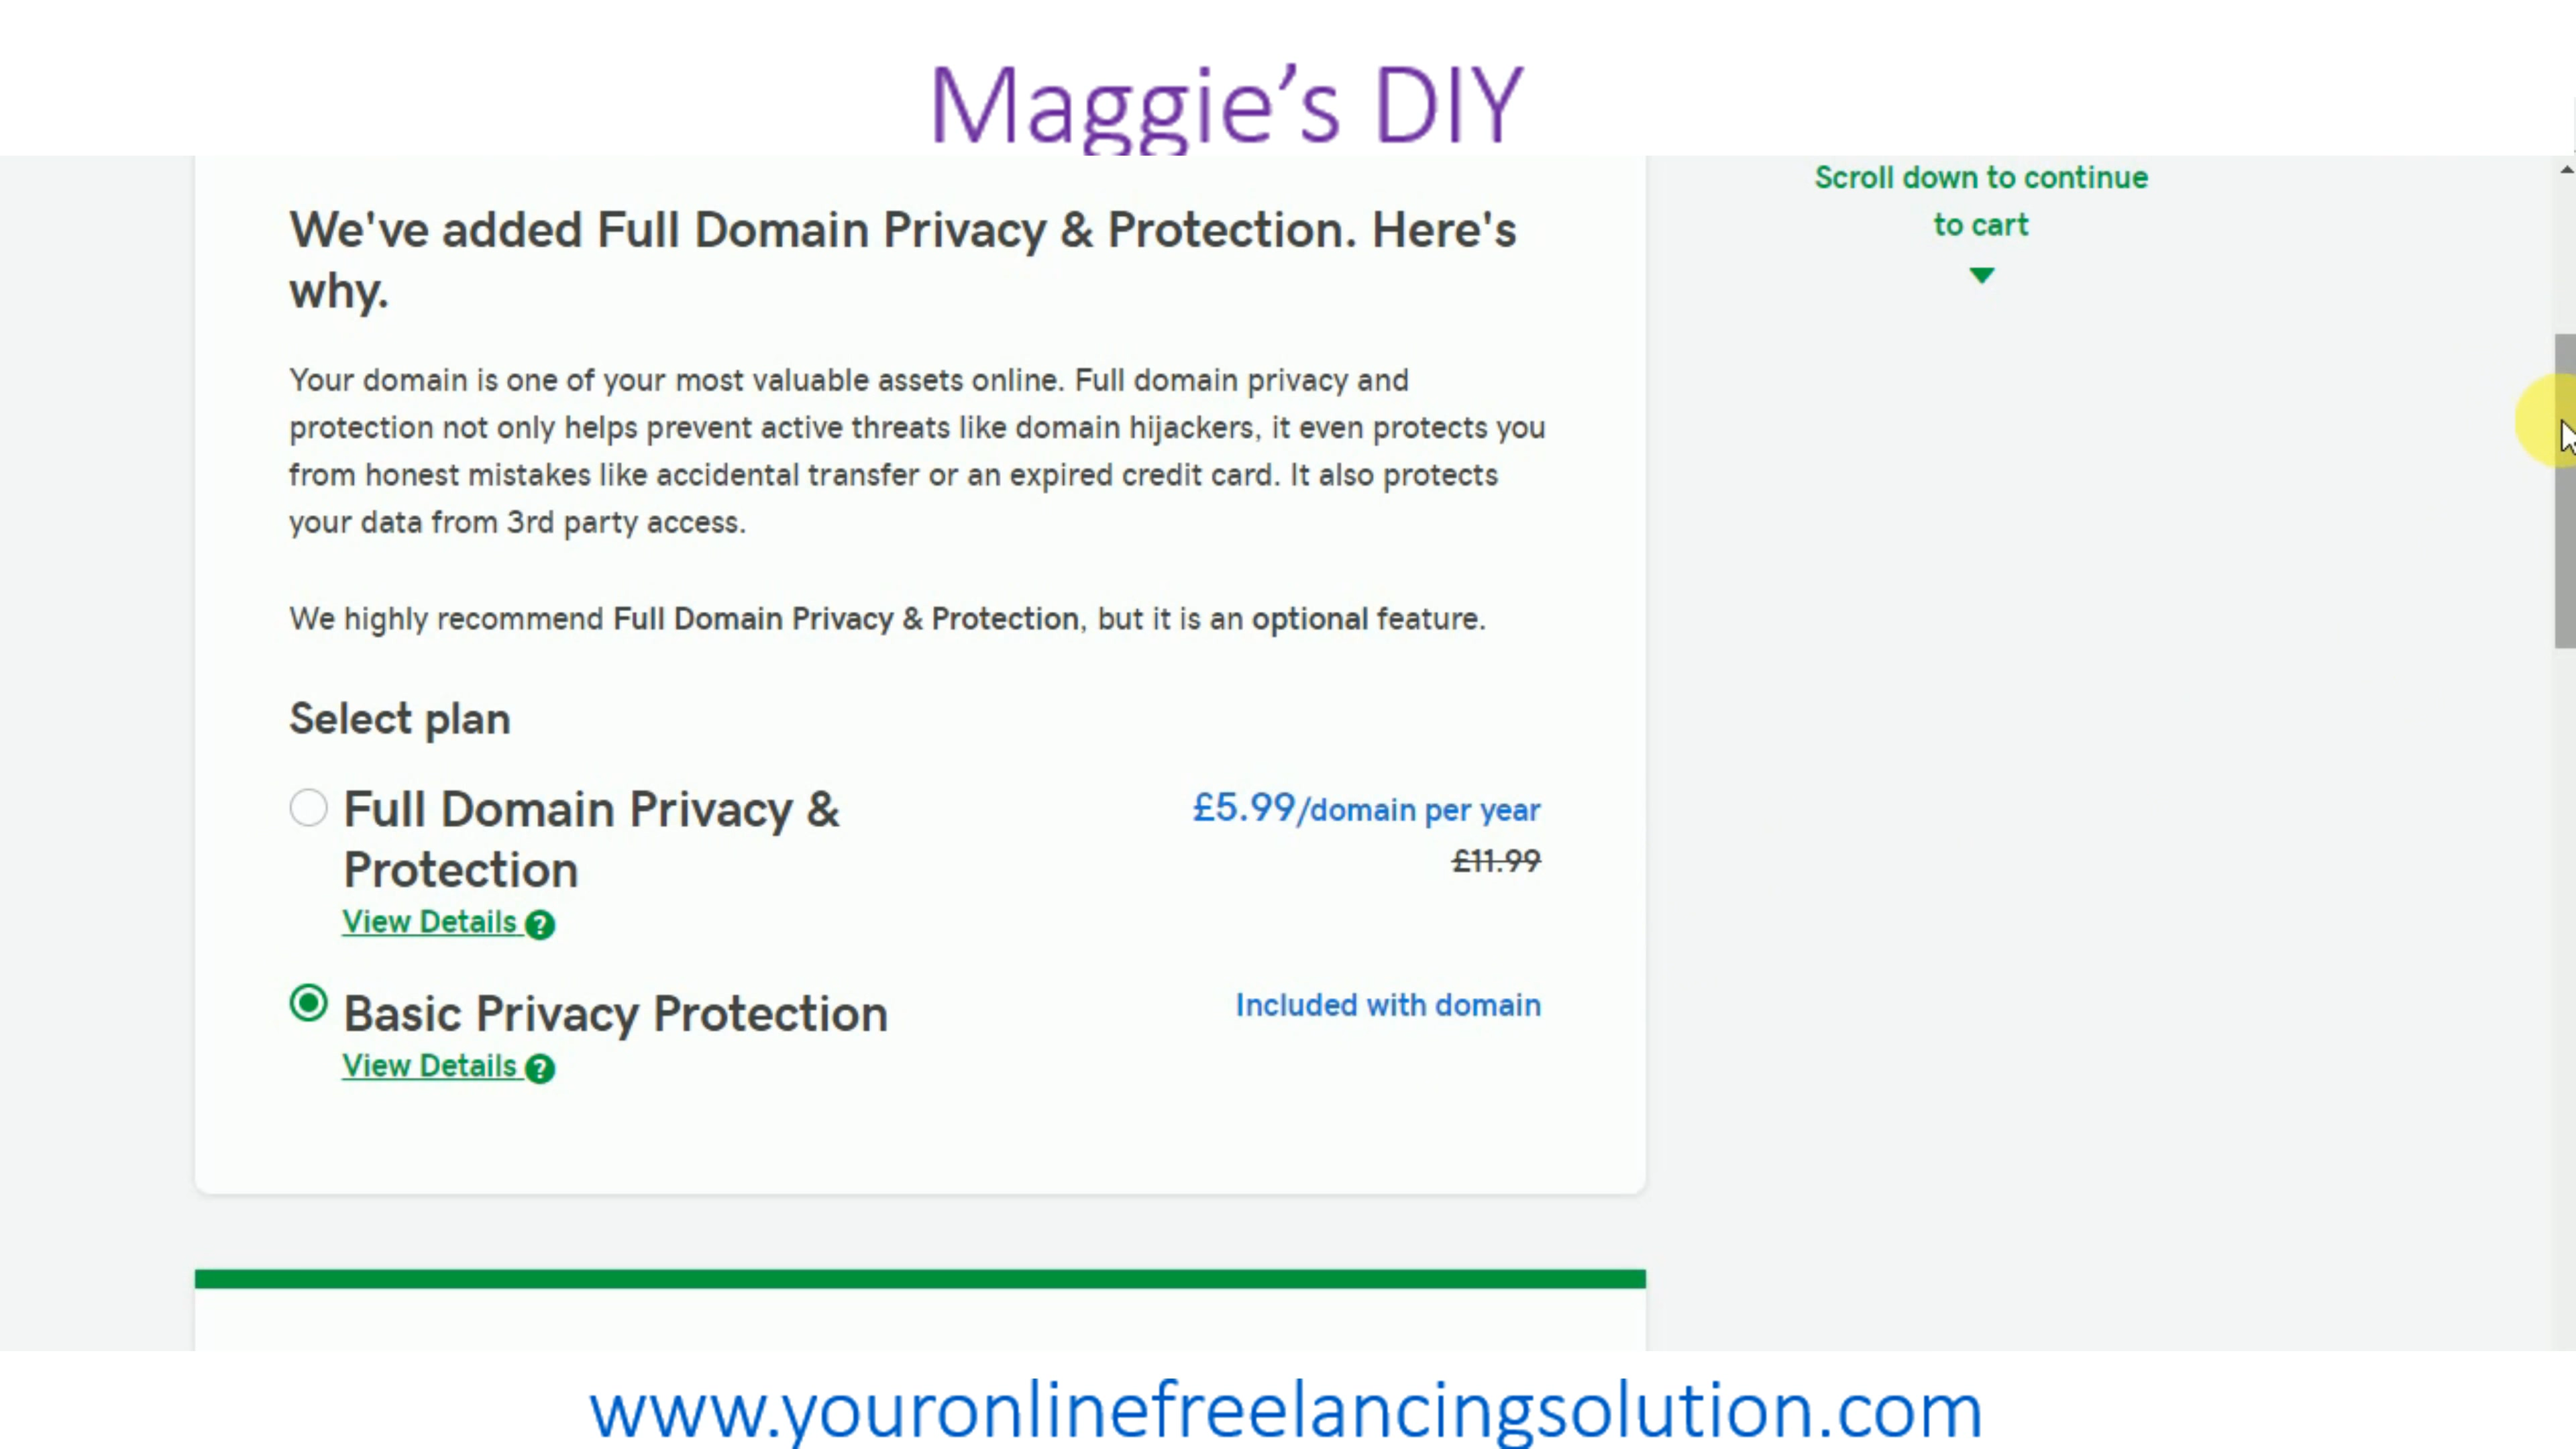 Maggie's DIY
Scroll down to continue
to cart
We've added Full Domain Privacy & Protection. Here's
why.
Your domain is one of your most valuable assets online. Full domain privacy and
protection not only helps prevent active threats like domain hijackers, it even protects you
from honest mistakes like accidental transfer or an expired credit card. It also protects
your data from 3rd party access.
We highly recommend Full Domain Privacy & Protection, but it is an optional feature.
Select plan
Full Domain Privacy &
Protection
£5.99/domain per year
£11.99
View Details ?
Basic Privacy Protection
Included with domain
View Details ?
www.youronlinefreelancingsolution.com